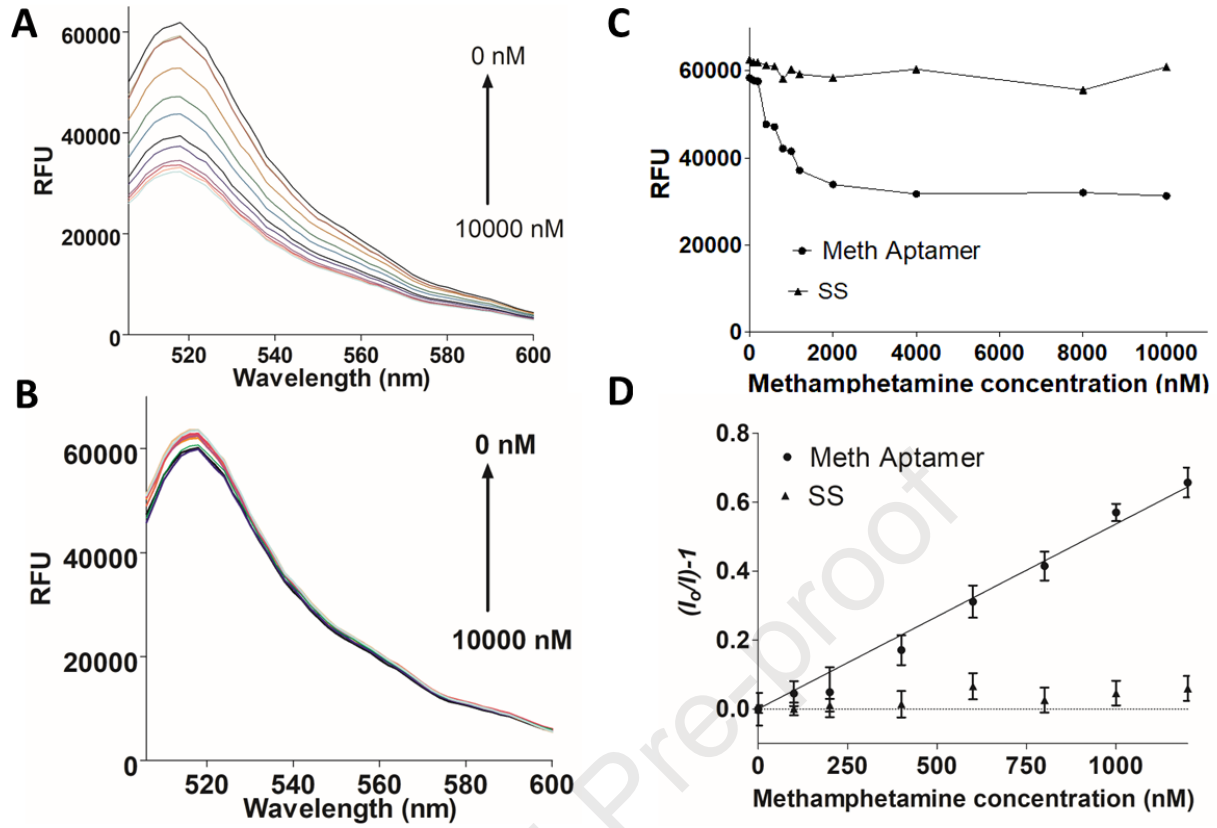 A
60000
40000
20000
0
RFU
0 nM
10000 nM
520
540
560
580
600
Wavelength (nm)
B
60000
40000
20000
0
RFU
0 nM
10000 nM
520
540
560
580
600
Wavelength (nm)
C
60000
40000
20000
0
RFU
Meth Aptamer
SS
0
2000
4000
6000
8000
10000
Methamphetamine concentration (nM)
D
0.8
0.6
0.4
0.2
0.0
(Io/I)-1
Meth Aptamer
SS
0
250
500
750
1000
Methamphetamine concentration (nM)
Pre-proof